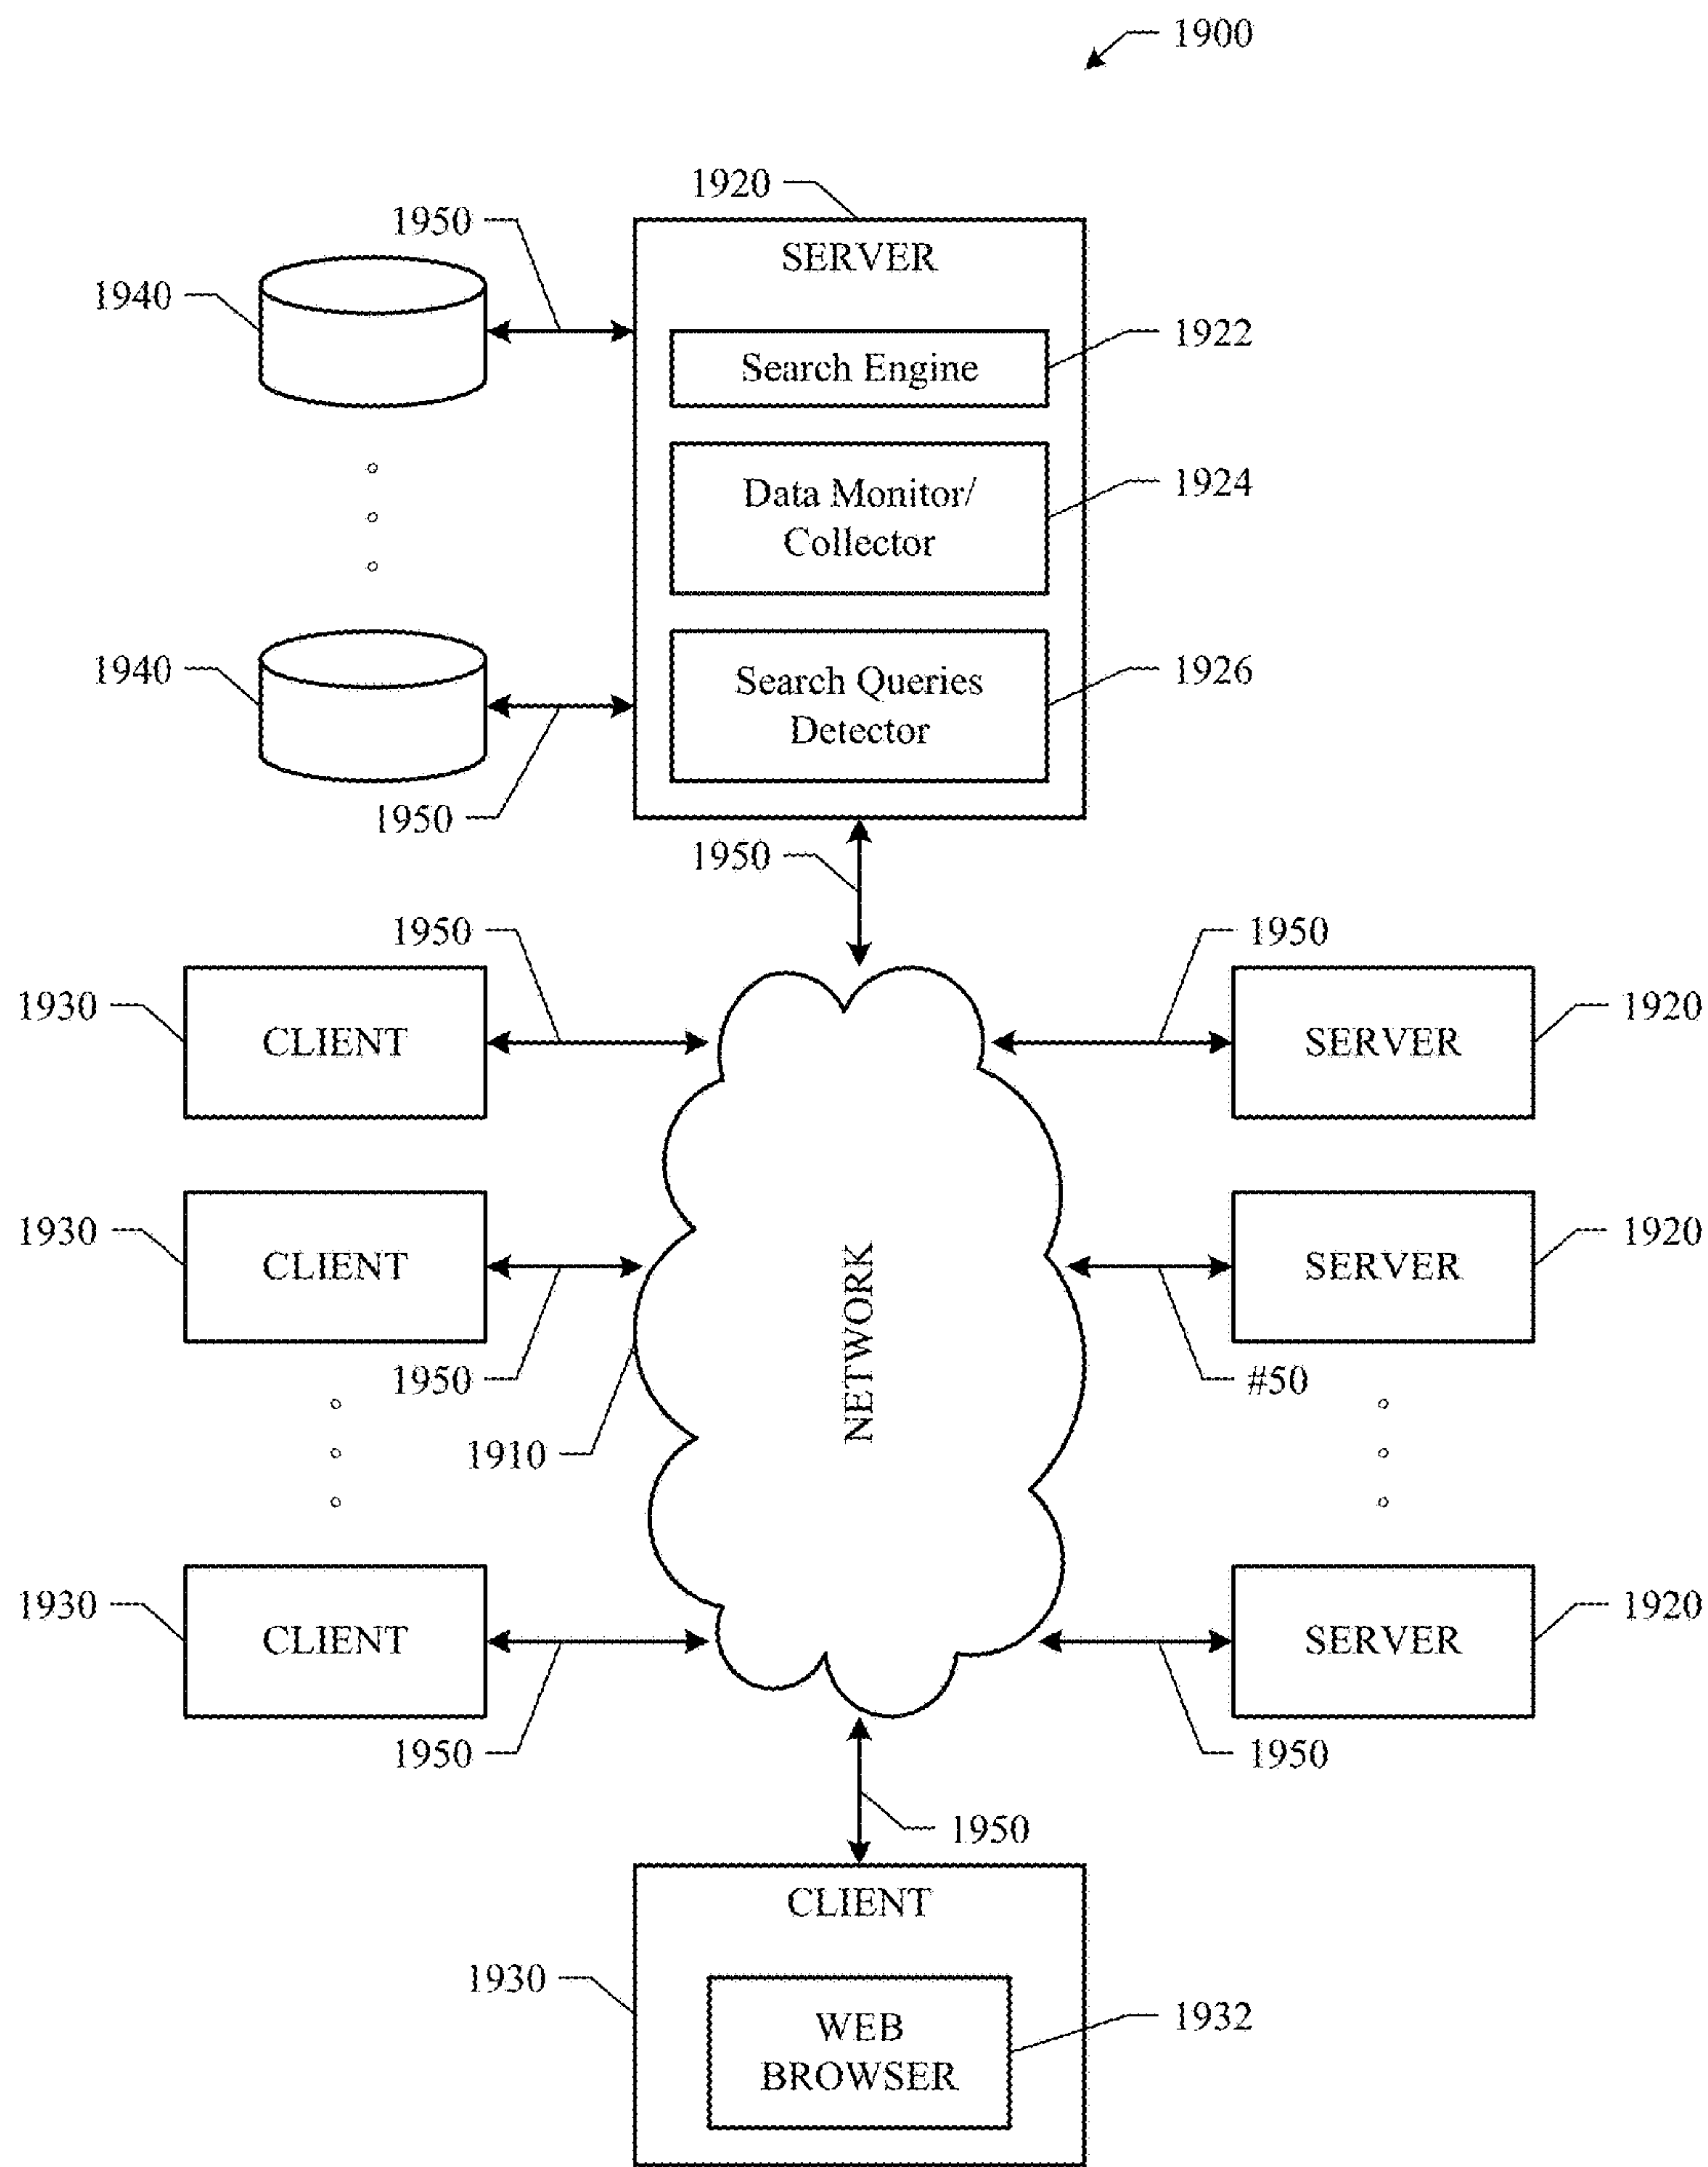 1900
1920
1950
SERVER
1940
1922
Search Engine
1924
Data Monitor/
Collector
1940
1926
Search Queries
Detector
1950
1950
1950
1950
1930
CLIENT
SERVER
1920
1930
CLIENT
SERVER
1920
NETWORK
1950
#50
1910
1930
CLIENT
SERVER
1920
1950
1950
1950
CLIENT
1930
WEB
BROWSER
1932